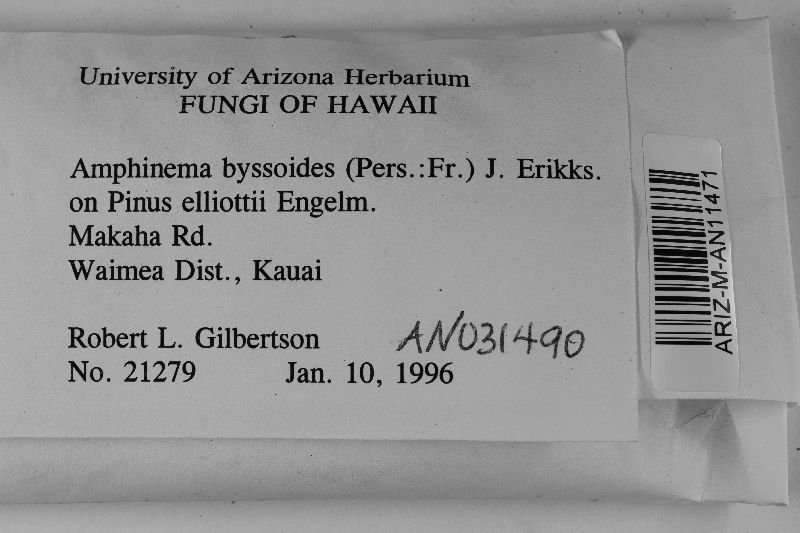 University of Arizona Herbarium
FUNGI OF HAWAII
Amphinema byssoides (Pers.:Fr.) J. Erikks.
on Pinus elliottii Engelm.
Makaha Rd.
Waimea Dist., Kauai
Robert L. Gilbertson
AN031490
No. 21279 Jan. 10, 1996
ARIZ-M-AN11471